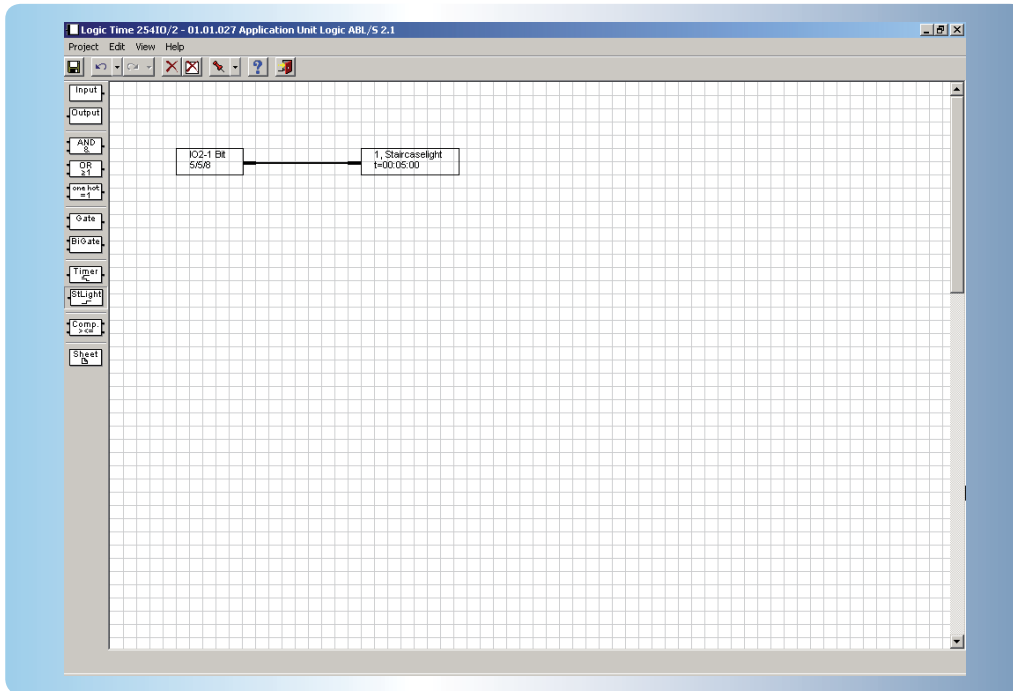 Logic Time 254IO/2 - 01.01.027 Application Unit Logic ABL/S 2.1
Project Edit View Help
?
Input
Output
AND
&
OR
≥1
one hot
=1
Gate
BiGate
Timer
StLight
Comp.
><=
Sheet
IO2-1 Bit
5/5/8
1, Staircaselight
t=00:05:00